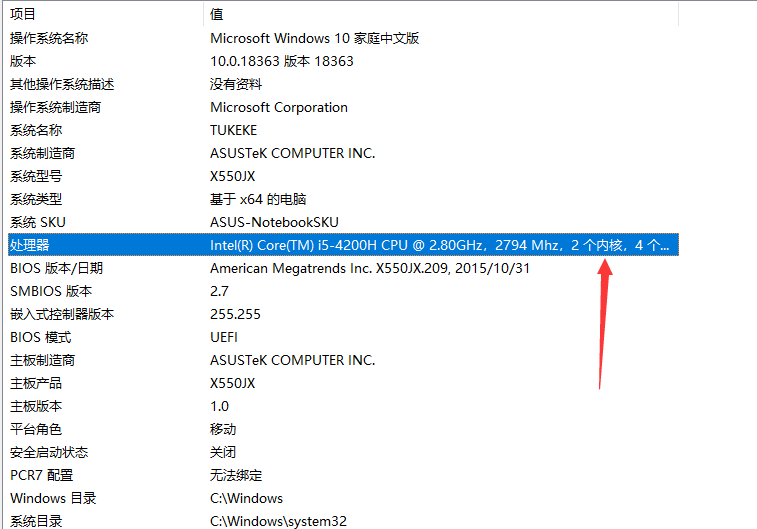 项目 值
操作系统名称 Microsoft Windows 10 家庭中文版
版本 10.0.18363 版本 18363
其他操作系统描述 没有资料
操作系统制造商 Microsoft Corporation
系统名称 TUKEKE
系统制造商 ASUSTeK COMPUTER INC.
系统型号 X550JX
系统类型 基于 x64 的电脑
系统 SKU ASUS-NotebookSKU
处理器 Intel(R) Core(TM) i5-4200H CPU @ 2.80GHz，2794 Mhz，2 个内核，4 个...
BIOS 版本/日期 American Megatrends Inc. X550JX.209, 2015/10/31
SMBIOS 版本 2.7
嵌入式控制器版本 255.255
BIOS 模式 UEFI
主板制造商 ASUSTeK COMPUTER INC.
主板产品 X550JX
主板版本 1.0
平台角色 移动
安全启动状态 关闭
PCR7 配置 无法绑定
Windows 目录 C:\Windows
系统目录 C:\Windows\system32